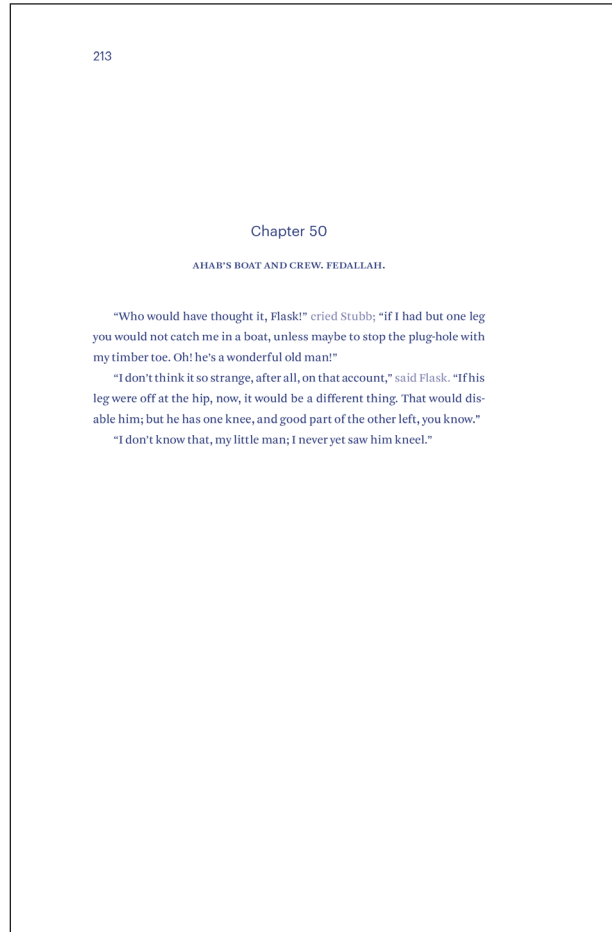 213
Chapter 50
AHAB'S BOAT AND CREW. FEDALLAH.
“Who would have thought it, Flask!” cried Stubb; “if I had but one leg
you would not catch me in a boat, unless maybe to stop the plug-hole with
my timber toe. Oh! he's a wonderful old man!”
“I don't think it so strange, after all, on that account,” said Flask. “If his
leg were off at the hip, now, it would be a different thing. That would dis-
able him; but he has one knee, and good part of the other left, you know.”
“I don't know that, my little man; I never yet saw him kneel.”